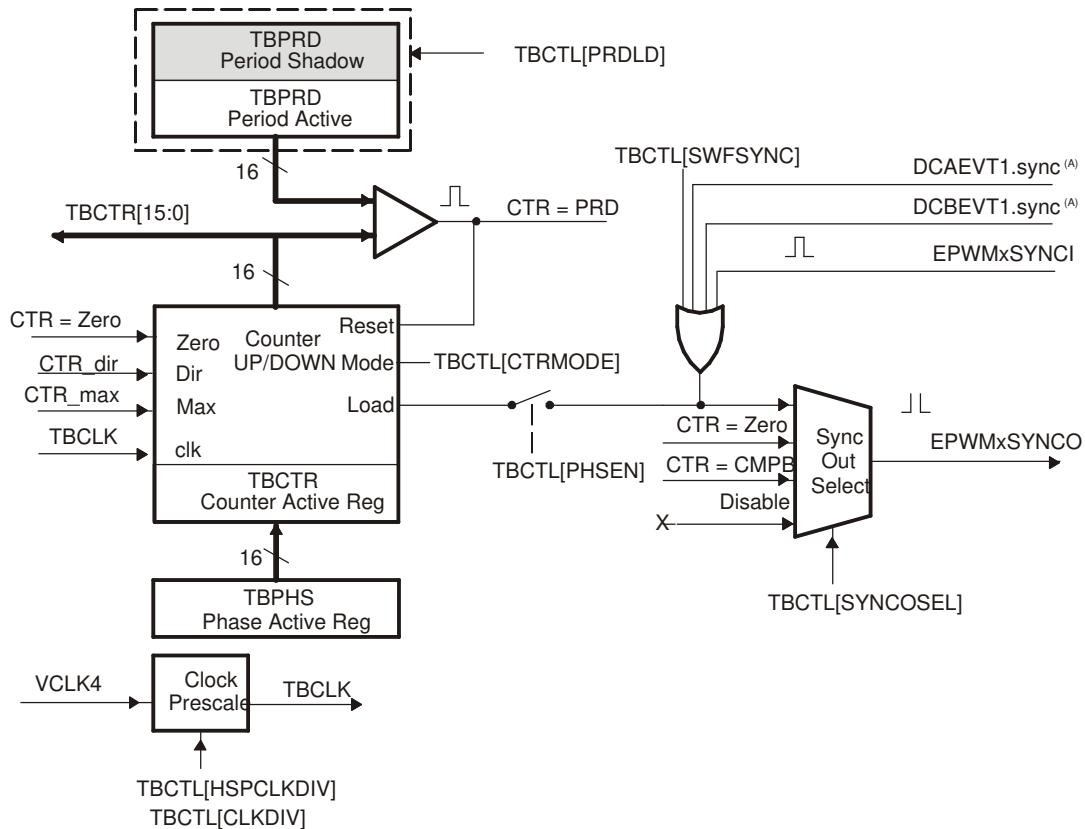 TBPRD
Period Shadow
TBPRD
Period Active
TBCTL[PRDLD]
16
TBCTR[15:0]
CTR = PRD
16
TBCTL[SWFSYNC]
DCAEVT1.sync (A)
DCBEVT1.sync (A)
EPWMxSYNCI
CTR = Zero
CTR_dir
CTR_max
TBCLK
Zero
Dir
Max
clk
Counter
UP/DOWN
Reset
Mode
Load
TBCTL[CTRMODE]
TBCTR
Counter Active Reg
TBCTL[PHSEN]
CTR = Zero
CTR = CMPB
Disable
X
Sync
Out
Select
EPWMxSYNCO
TBCTL[SYNCOSEL]
16
TBPHS
Phase Active Reg
VCLK4
Clock
Prescale
TBCLK
TBCTL[HSPCLKDIV]
TBCTL[CLKDIV]